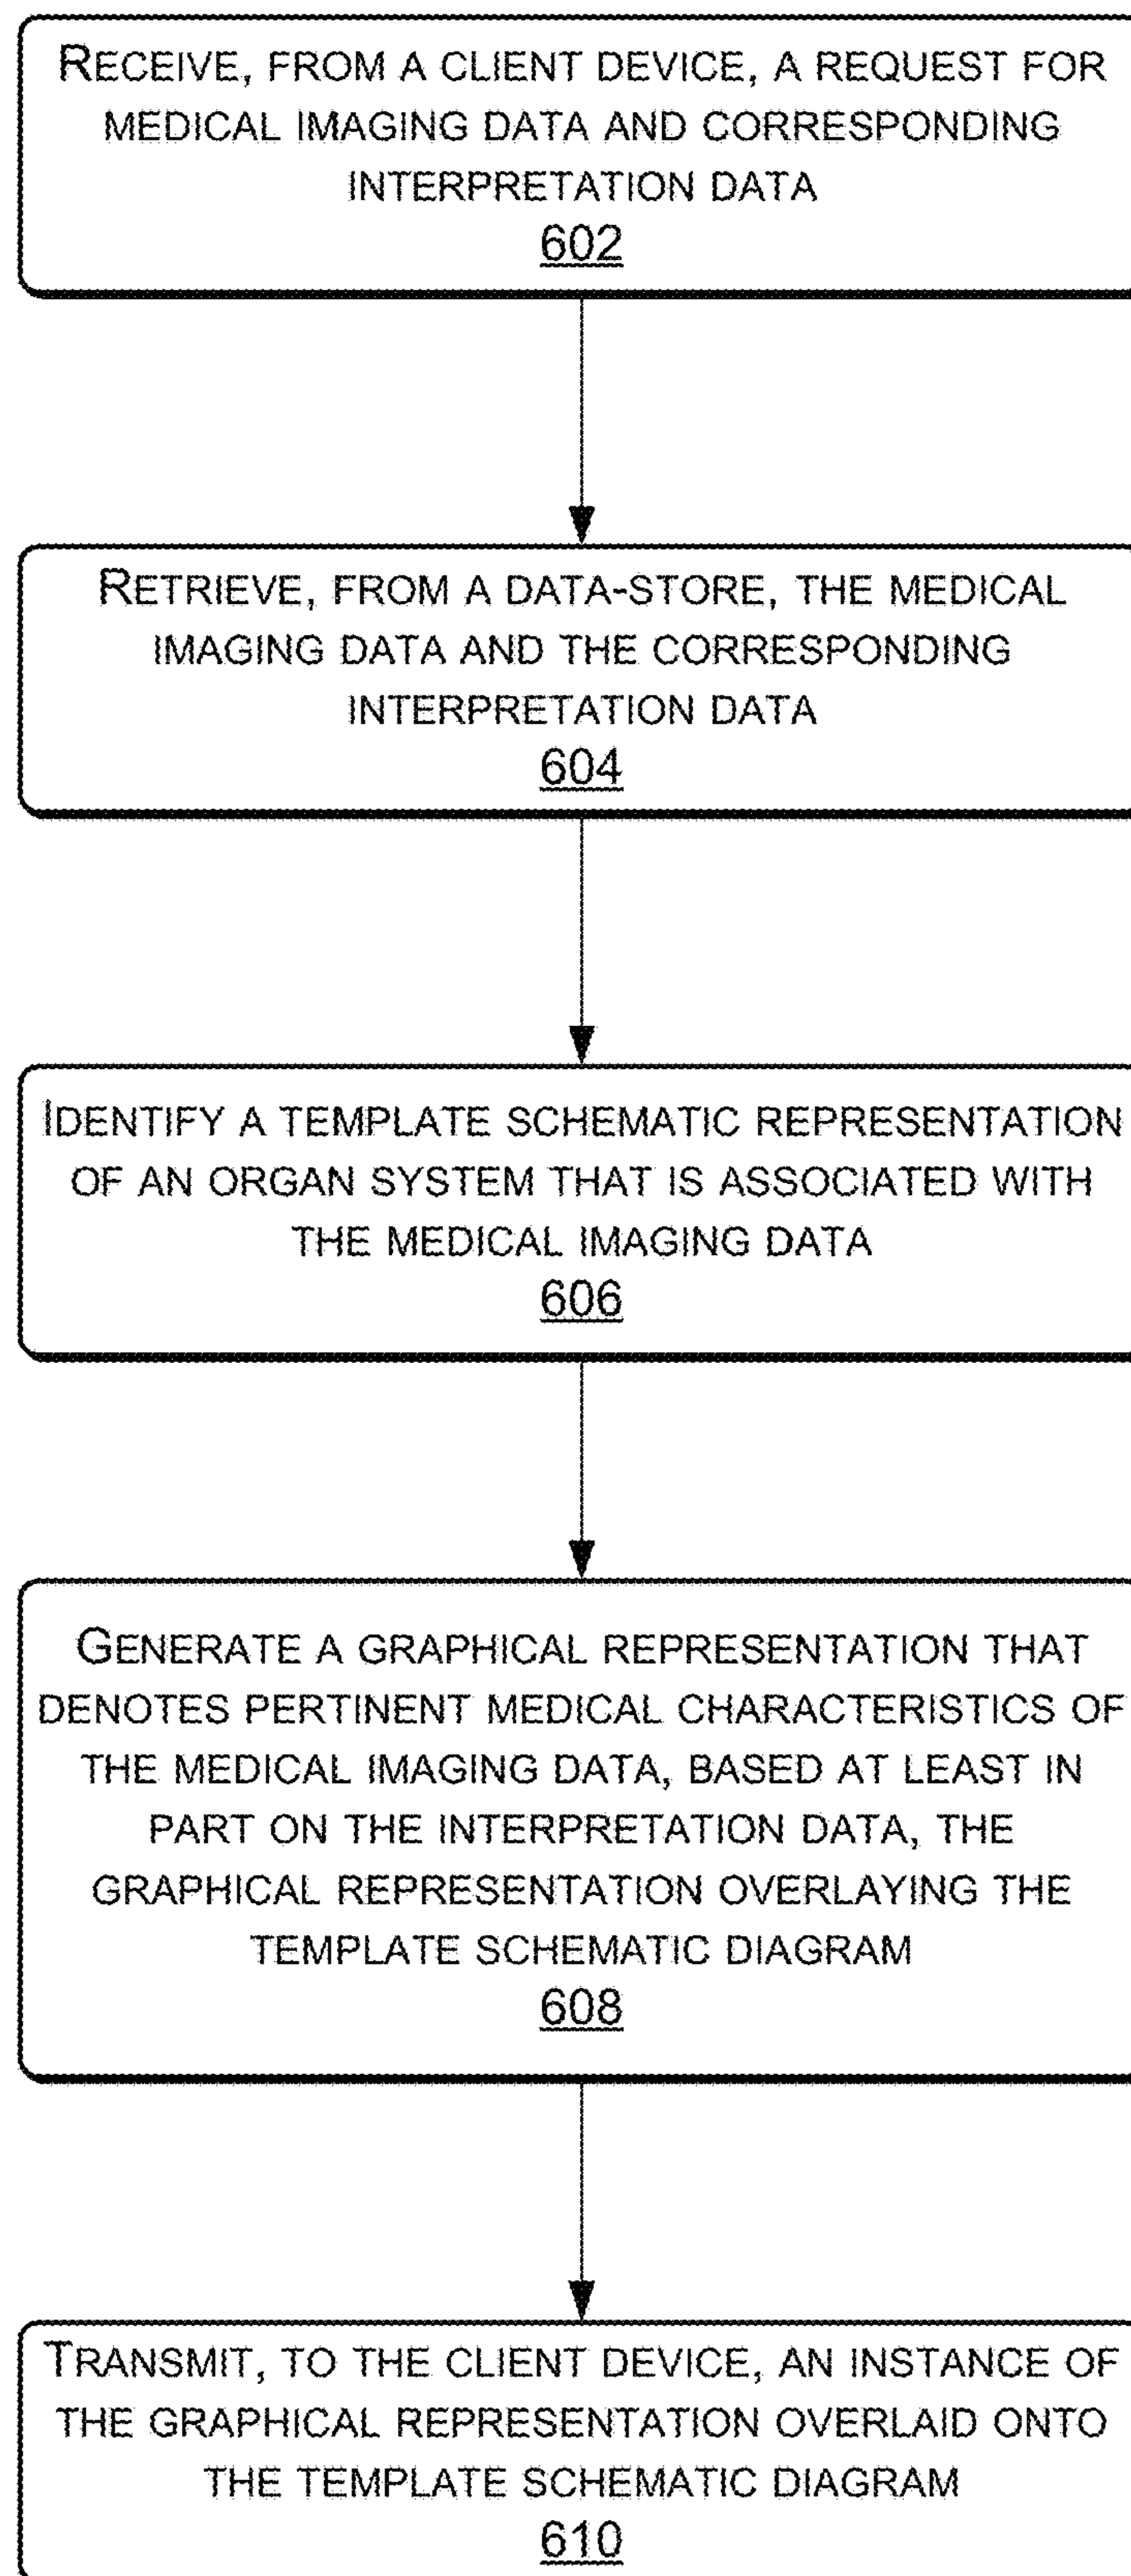 RECEIVE, FROM A CLIENT DEVICE, A REQUEST FOR
MEDICAL IMAGING DATA AND CORRESPONDING
INTERPRETATION DATA
602
RETRIEVE, FROM A DATA-STORE, THE MEDICAL
IMAGING DATA AND THE CORRESPONDING
INTERPRETATION DATA
604
IDENTIFY A TEMPLATE SCHEMATIC REPRESENTATION
OF AN ORGAN SYSTEM THAT IS ASSOCIATED WITH
THE MEDICAL IMAGING DATA
606
GENERATE A GRAPHICAL REPRESENTATION THAT
DENOTES PERTINENT MEDICAL CHARACTERISTICS OF
THE MEDICAL IMAGING DATA, BASED AT LEAST IN
PART ON THE INTERPRETATION DATA, THE
GRAPHICAL REPRESENTATION OVERLAYING THE
TEMPLATE SCHEMATIC DIAGRAM
608
TRANSMIT, TO THE CLIENT DEVICE, AN INSTANCE OF
THE GRAPHICAL REPRESENTATION OVERLAID ONTO
THE TEMPLATE SCHEMATIC DIAGRAM
610